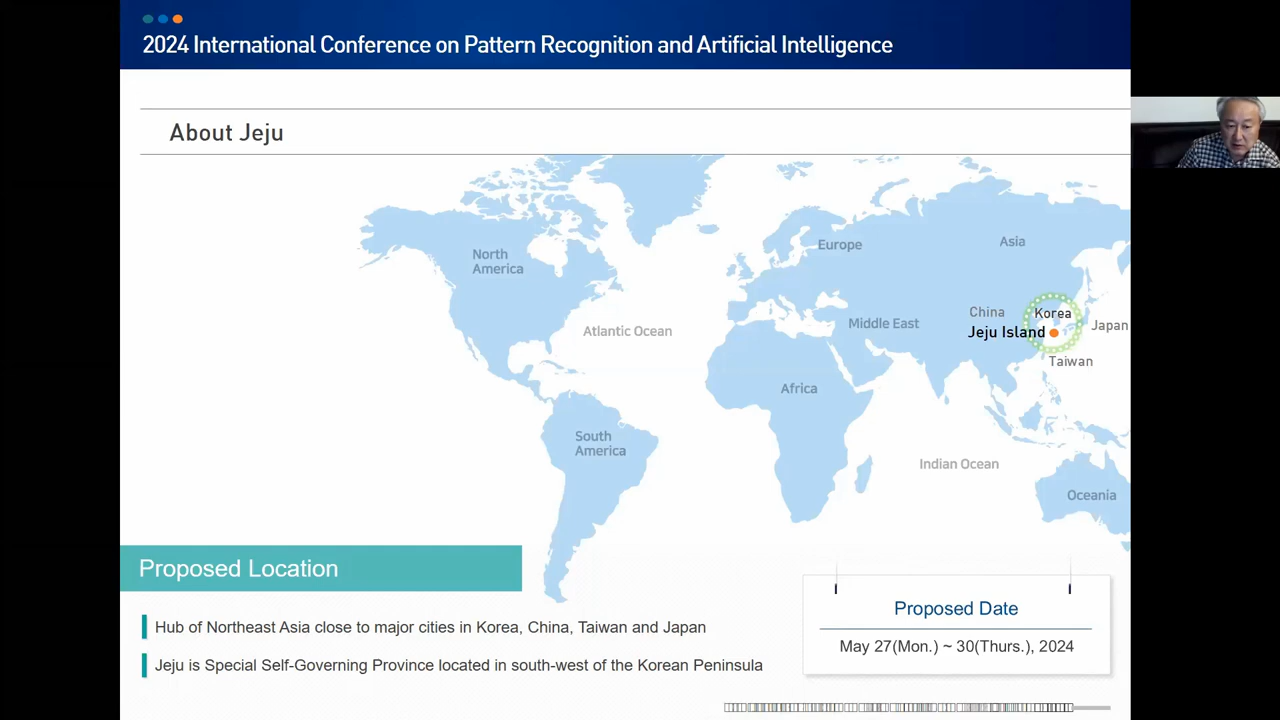 2024 International Conference on Pattern Recognition and Artificial Intelligence
About Jeju
North
America
Europe
Asia
Atlantic Ocean
Middle East
China
Korea
Japan
Jeju Island
Taiwan
Africa
South
America
Indian Ocean
Oceania
Proposed Location
Hub of Northeast Asia close to major cities in Korea, China, Taiwan and Japan
Jeju is Special Self-Governing Province located in south-west of the Korean Peninsula
Proposed Date
May 27(Mon.) ~ 30(Thurs.), 2024